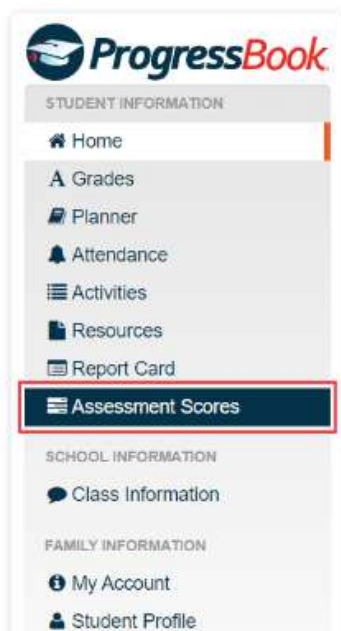 ProgressBook
STUDENT INFORMATION
Home
Grades
Planner
Attendance
Activities
Resources
Report Card
Assessment Scores
SCHOOL INFORMATION
Class Information
FAMILY INFORMATION
My Account
Student Profile